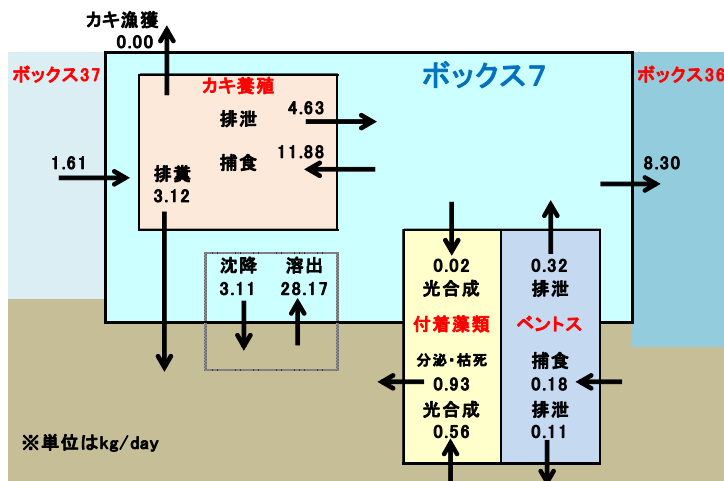 カキ漁獲
0.00
ボックス37
カキ養殖
ボックス7
ボックス36
排泄
4.63
捕食
11.88
1.61
排糞
3.12
8.30
沈降
3.11
溶出
28.17
0.02
光合成
付着藻類
分泌・枯死
0.93
光合成
0.56
0.32
排泄
ベントス
捕食
0.18
排泄
0.11
※単位はkg/day